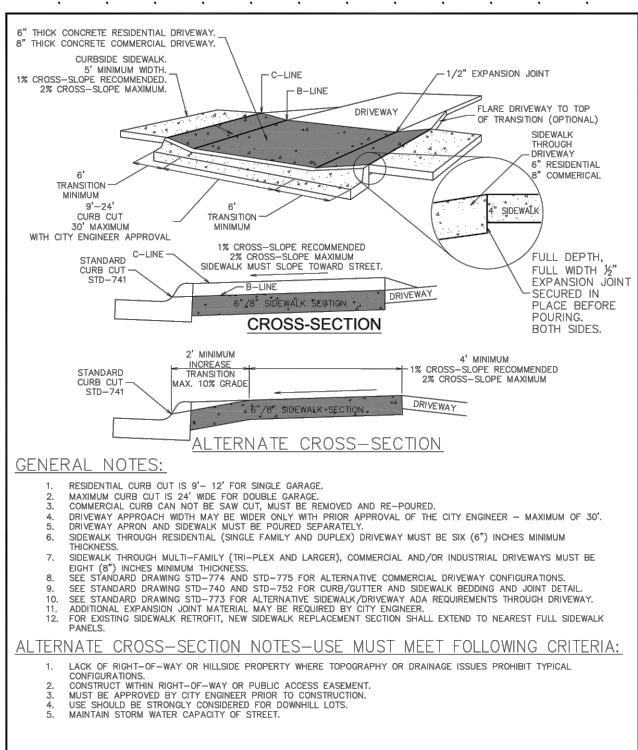 6" THICK CONCRETE RESIDENTIAL DRIVEWAY.
8" THICK CONCRETE COMMERCIAL DRIVEWAY.
CURBSIDE SIDEWALK.
5' MINIMUM WIDTH.
1% CROSS-SLOPE RECOMMENDED.
2% CROSS-SLOPE MAXIMUM.
C-LINE
B-LINE
1/2" EXPANSION JOINT
DRIVEWAY
FLARE DRIVEWAY TO TOP
OF TRANSITION (OPTIONAL)
SIDEWALK
THROUGH
DRIVEWAY
6" RESIDENTIAL
8" COMMERICAL
6'
TRANSITION
MINIMUM
9'-24'
CURB CUT
30' MAXIMUM
WITH CITY ENGINEER APPROVAL
6'
TRANSITION
MINIMUM
4" SIDEWALK
FULL DEPTH,
FULL WIDTH ½"
EXPANSION JOINT
SECURED IN
PLACE BEFORE
POURING.
BOTH SIDES.
1% CROSS-SLOPE RECOMMENDED
2% CROSS-SLOPE MAXIMUM
SIDEWALK MUST SLOPE TOWARD STREET.
C-LINE
STANDARD
CURB CUT
STD-741
B-LINE
6"/8" SIDEWALK SECTION
DRIVEWAY
CROSS-SECTION
2' MINIMUM
INCREASE
TRANSITION
MAX. 10% GRADE
4' MINIMUM
1% CROSS-SLOPE RECOMMENDED
2% CROSS-SLOPE MAXIMUM
STANDARD
CURB CUT
STD-741
6"/8" SIDEWALK SECTION
DRIVEWAY
ALTERNATE CROSS-SECTION
GENERAL NOTES:
1. RESIDENTIAL CURB CUT IS 9'- 12' FOR SINGLE GARAGE.
2. MAXIMUM CURB CUT IS 24' WIDE FOR DOUBLE GARAGE.
3. COMMERCIAL CURB CAN NOT BE SAW CUT, MUST BE REMOVED AND RE-POURED.
4. DRIVEWAY APPROACH WIDTH MAY BE WIDER ONLY WITH PRIOR APPROVAL OF THE CITY ENGINEER - MAXIMUM OF 30'.
5. DRIVEWAY APRON AND SIDEWALK MUST BE POURED SEPARATELY.
6. SIDEWALK THROUGH RESIDENTIAL (SINGLE FAMILY AND DUPLEX) DRIVEWAY MUST BE SIX (6") INCHES MINIMUM
THICKNESS.
7. SIDEWALK THROUGH MULTI-FAMILY (TRI-PLEX AND LARGER), COMMERCIAL AND/OR INDUSTRIAL DRIVEWAYS MUST BE
EIGHT (8") INCHES MINIMUM THICKNESS.
8. SEE STANDARD DRAWING STD-774 AND STD-775 FOR ALTERNATIVE COMMERCIAL DRIVEWAY CONFIGURATIONS.
9. SEE STANDARD DRAWING STD-740 AND STD-752 FOR CURB/GUTTER AND SIDEWALK BEDDING AND JOINT DETAIL.
10. SEE STANDARD DRAWING STD-773 FOR ALTERNATIVE SIDEWALK/DRIVEWAY ADA REQUIREMENTS THROUGH DRIVEWAY.
11. ADDITIONAL EXPANSION JOINT MATERIAL MAY BE REQUIRED BY CITY ENGINEER.
12. FOR EXISTING SIDEWALK RETROFIT, NEW SIDEWALK REPLACEMENT SECTION SHALL EXTEND TO NEAREST FULL SIDEWALK
PANELS.
ALTERNATE CROSS-SECTION NOTES-USE MUST MEET FOLLOWING CRITERIA:
1. LACK OF RIGHT-OF-WAY OR HILLSIDE PROPERTY WHERE TOPOGRAPHY OR DRAINAGE ISSUES PROHIBIT TYPICAL
CONFIGURATIONS.
2. CONSTRUCT WITHIN RIGHT-OF-WAY OR PUBLIC ACCESS EASEMENT.
3. MUST BE APPROVED BY CITY ENGINEER PRIOR TO CONSTRUCTION.
4. USE SHOULD BE STRONGLY CONSIDERED FOR DOWNHILL LOTS.
5. MAINTAIN STORM WATER CAPACITY OF STREET.